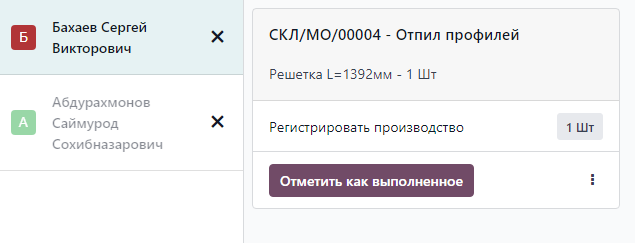 Б
Бахаев Сергей
Викторович
А
Абдурахмонов
Саймурод
Сохибназарович
СКЛ/МО/00004 - Отпил профилей
Решетка L=1392мм - 1 Шт
Регистрировать производство
1 Шт
Отметить как выполненное